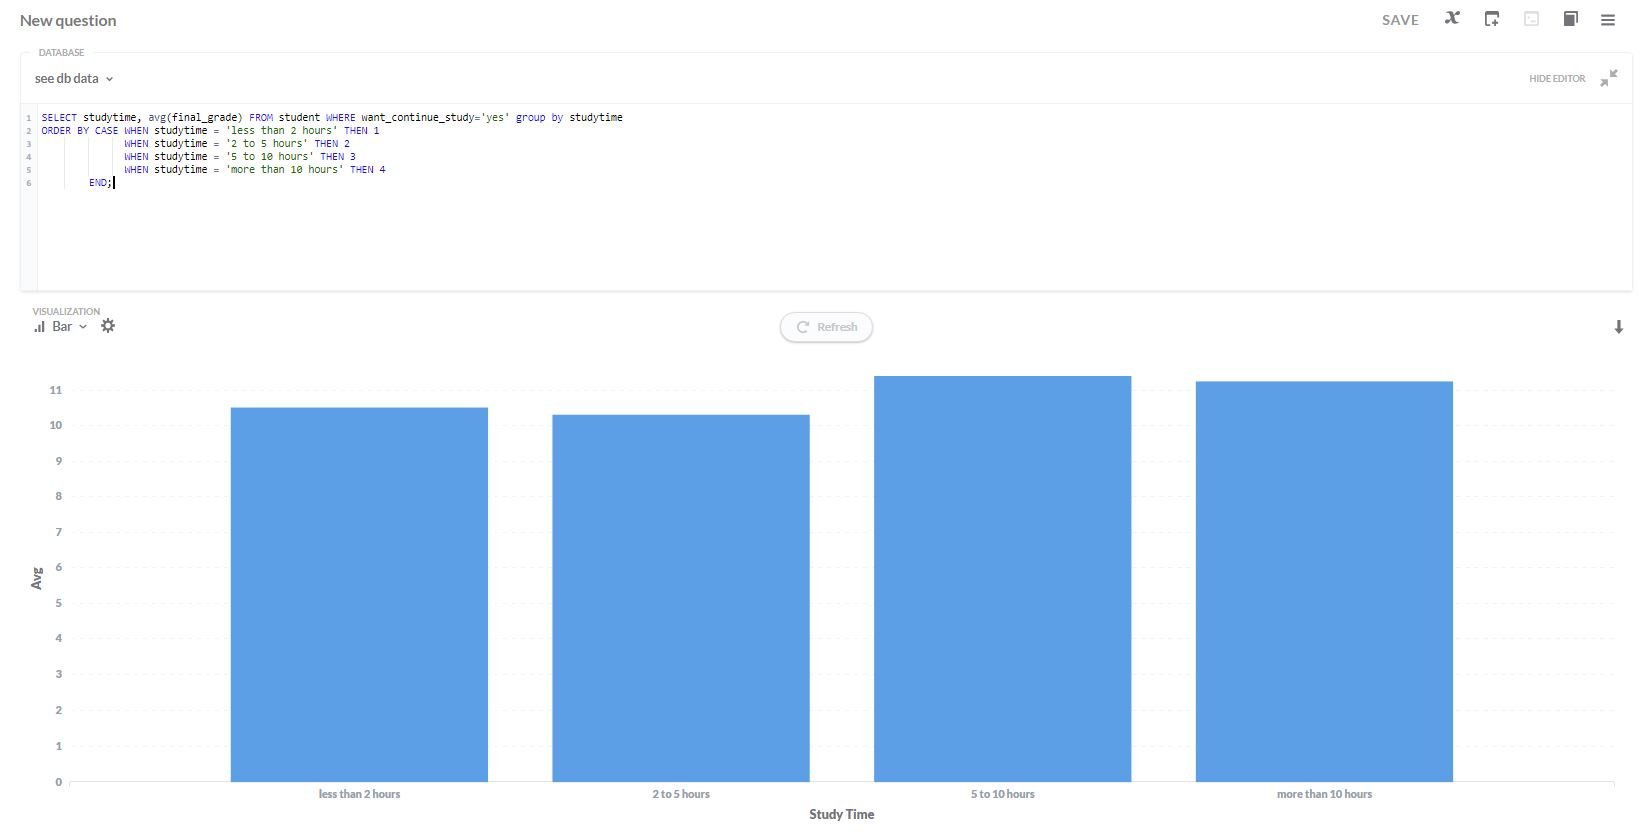 New question
SAVE
DATABASE
see db data
HIDE EDITOR
1 SELECT studytime, avg(final_grade) FROM student WHERE want_continue_study='yes' group by studytime
2 ORDER BY CASE WHEN studytime = 'less than 2 hours' THEN 1
3 WHEN studytime = '2 to 5 hours' THEN 2
4 WHEN studytime = '5 to 10 hours' THEN 3
5 WHEN studytime = 'more than 10 hours' THEN 4
6 END;
VISUALIZATION
Bar
Refresh
11
10
9
8
7
6
5
4
3
2
1
0
Avg
less than 2 hours
2 to 5 hours
5 to 10 hours
more than 10 hours
Study Time